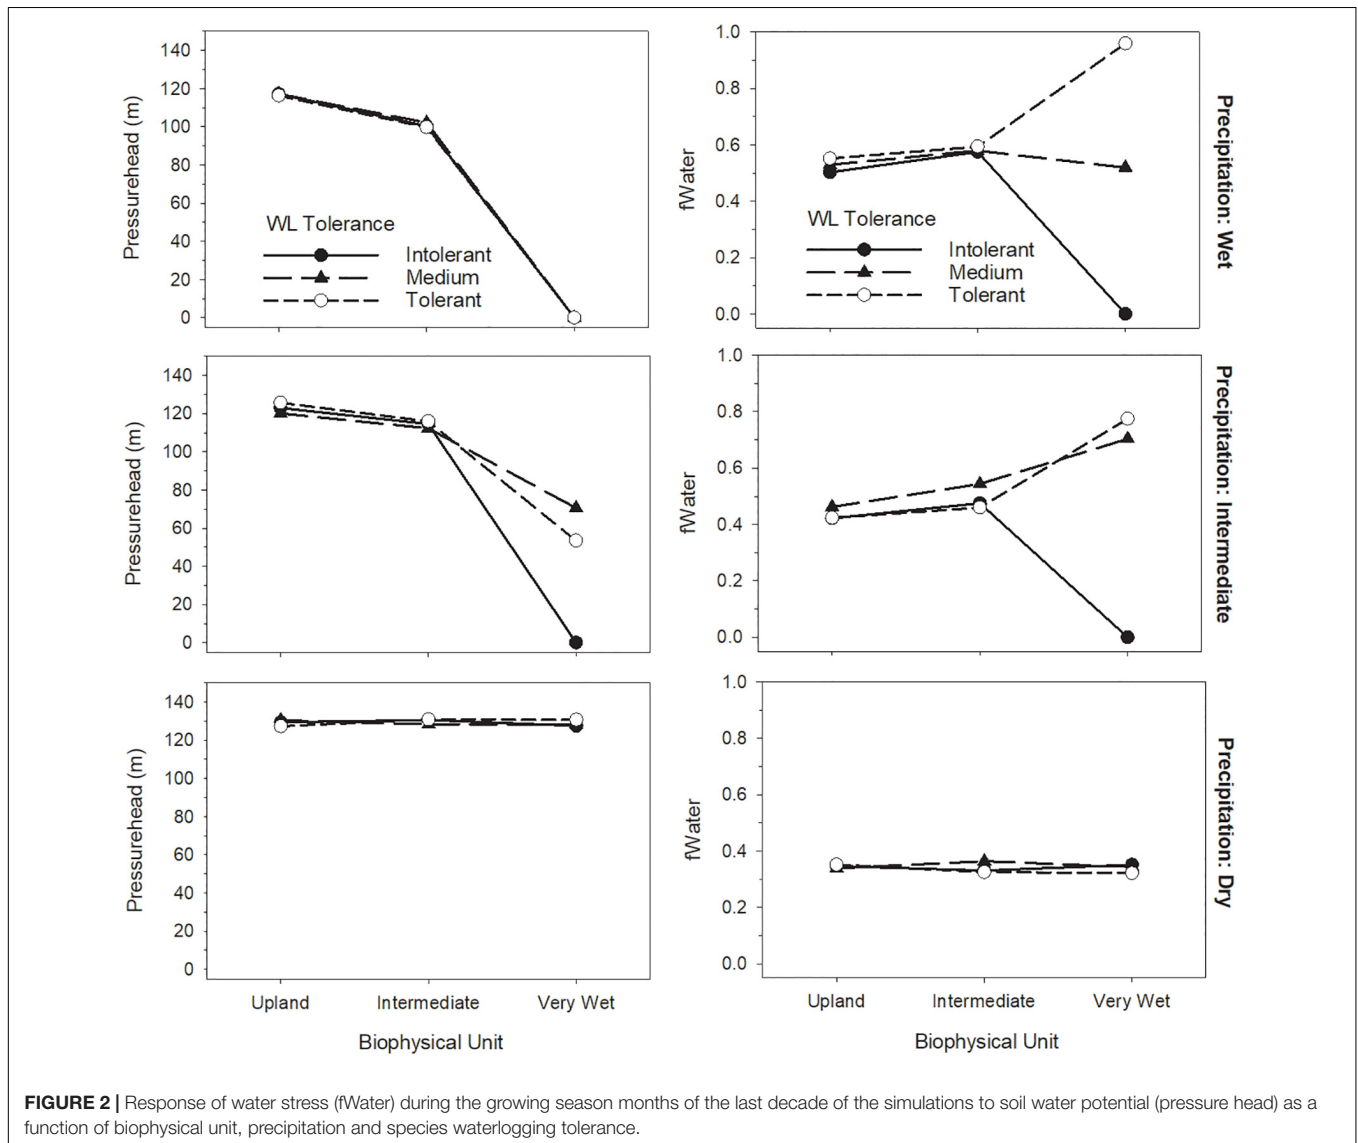 140
120
100
80
60
40
20
0
Pressurehead (m)
WL Tolerance
Intolerant
Medium
Tolerant
1.0
0.8
0.6
0.4
0.2
0.0
fWater
WL Tolerance
Intolerant
Medium
Tolerant
Precipitation: Wet
140
120
100
80
60
40
20
0
Pressurehead (m)
1.0
0.8
0.6
0.4
0.2
0.0
fWater
Precipitation: Intermediate
140
120
100
80
60
40
20
0
Pressurehead (m)
Upland Intermediate Very Wet
Biophysical Unit
1.0
0.8
0.6
0.4
0.2
0.0
fWater
Upland Intermediate Very Wet
Biophysical Unit
Precipitation: Dry
FIGURE 2 | Response of water stress (fWater) during the growing season months of the last decade of the simulations to soil water potential (pressure head) as a
function of biophysical unit, precipitation and species waterlogging tolerance.